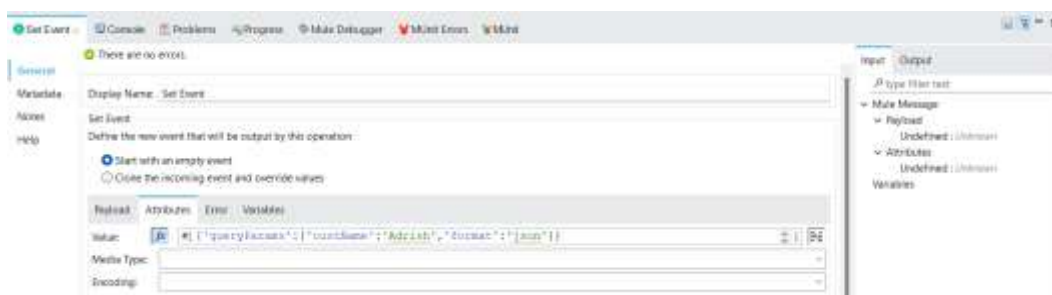 Set Event
Console
Problems
Progress
Mule Debugger
MUnit Errors
MUnit
There are no errors.
General
Metadata
Notes
Help
Display Name: Set Event
Set Event
Define the new event that will be output by this operation
Start with an empty event
Clone the incoming event and override values
Payload Attributes Error Variables
Value: fx #[ {'queryParams':{'custName':'Adrish','format':'json'}}
Media Type:
Encoding:
Input Output
type filter text
Mule Message
Payload
Undefined : Unknown
Attributes
Undefined : Unknown
Variables